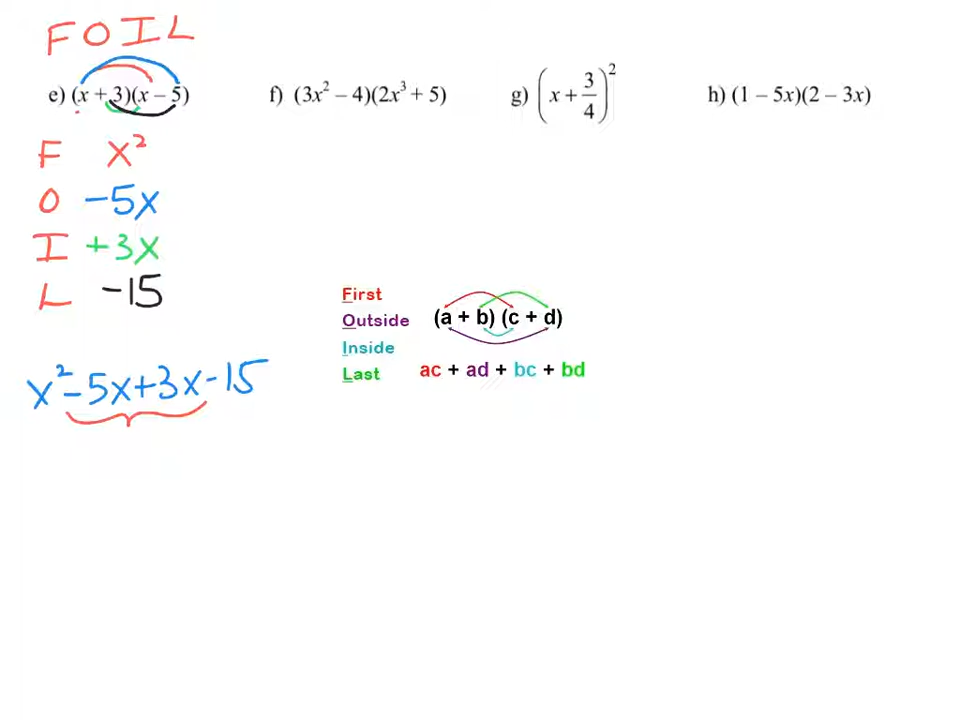 FOIL
e) (x + 3)(x – 5)
f) (3x² – 4)(2x³ + 5)
g) (x + 3/4)²
h) (1 – 5x)(2 – 3x)
F x²
O -5x
I +3x
L -15
First
Outside
Inside
Last
(a + b) (c + d)
ac + ad + bc + bd
x²-5x+3x-15